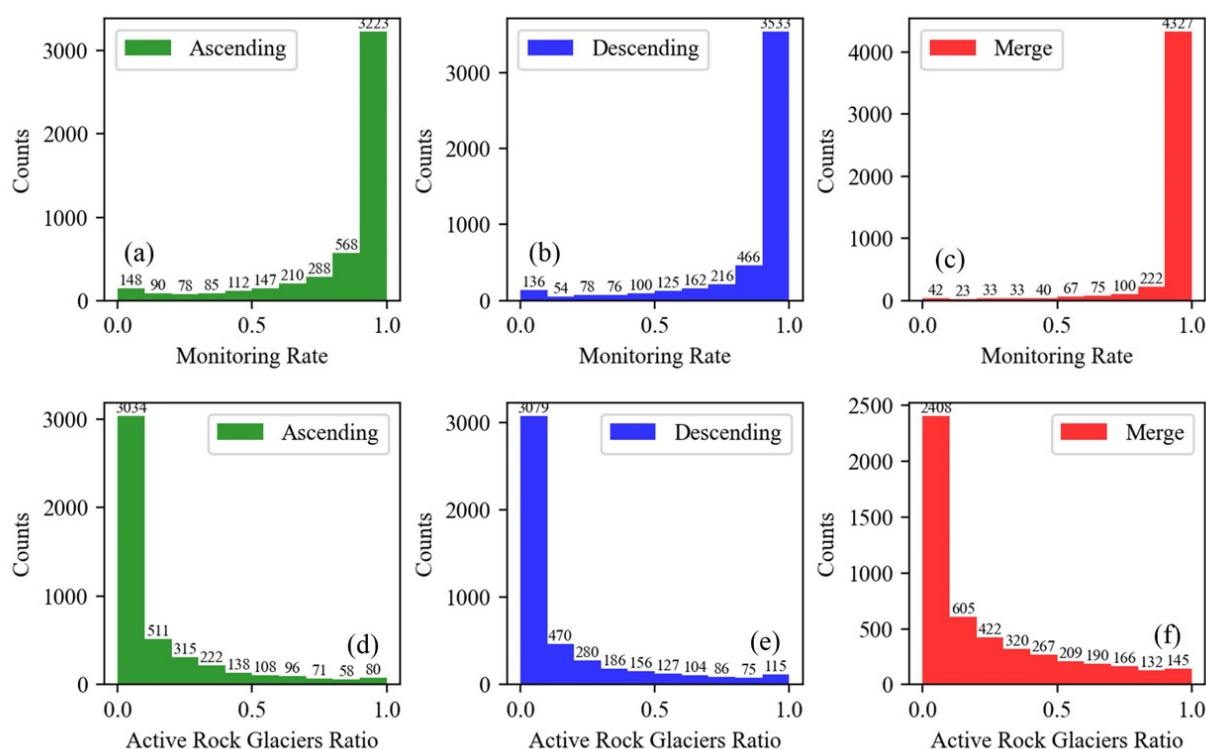 Ascending
3223
3000
2000
1000
0
Counts
(a)
148 90 78 85 112 147 210 288 568
0.0 0.5 1.0
Monitoring Rate
Descending
3533
3000
2000
1000
0
Counts
(b)
136 54 78 76 100 125 162 216 466
0.0 0.5 1.0
Monitoring Rate
Merge
4327
4000
3000
2000
1000
0
Counts
(c)
42 23 33 33 40 67 75 100 222
0.0 0.5 1.0
Monitoring Rate
Ascending
3034
3000
2000
1000
0
Counts
(d)
511 315 222 138 108 96 71 58 80
0.0 0.5 1.0
Active Rock Glaciers Ratio
Descending
3079
3000
2000
1000
0
Counts
(e)
470 280 186 156 127 104 86 75 115
0.0 0.5 1.0
Active Rock Glaciers Ratio
Merge
2408
2500
2000
1500
1000
500
0
Counts
(f)
605 422 320 267 209 190 166 132 145
0.0 0.5 1.0
Active Rock Glaciers Ratio